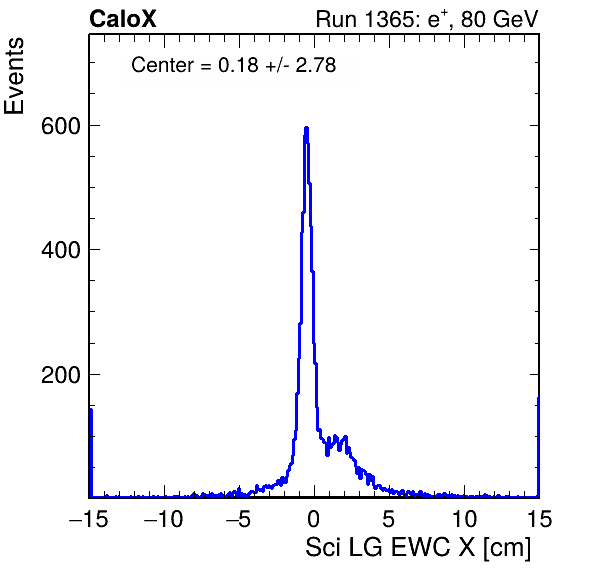 CaloX Run 1365: e⁺, 80 GeV
Center = 0.18 +/- 2.78
Events
600
400
200
−15 −10 −5 0 5 10 15
Sci LG EWC X [cm]